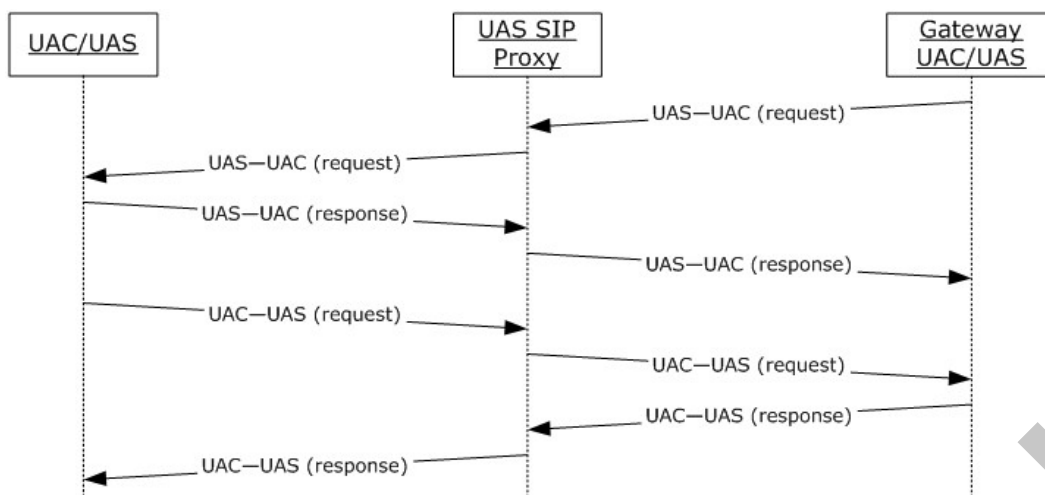 UAC/UAS
UAS SIP
Proxy
Gateway
UAC/UAS
UAS—UAC (request)
UAS—UAC (request)
UAS—UAC (response)
UAS—UAC (response)
UAC—UAS (request)
UAC—UAS (request)
UAC—UAS (response)
UAC—UAS (response)